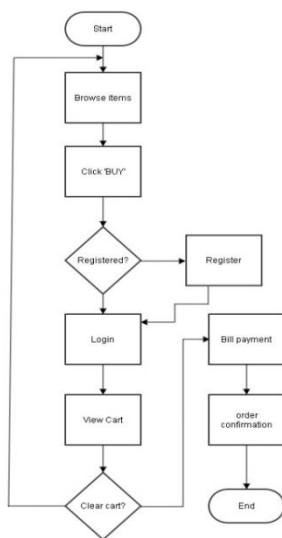 Start
Browse items
Click 'BUY'
Registered?
Register
Login
Bill payment
View Cart
order
confirmation
Clear cart?
End